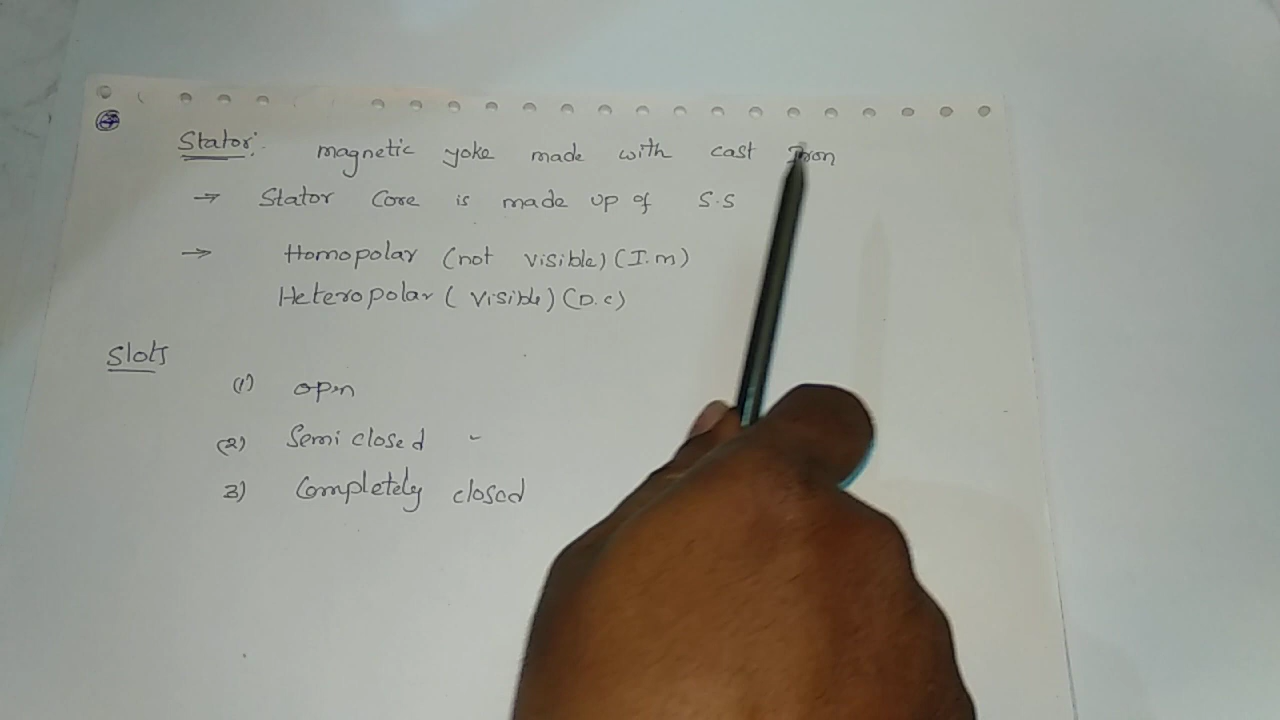 Stator: magnetic yoke made with cast Iron
→ Stator Core is made up of S.S
→ Homopolar (not visible) (I.m)
Heteropolar (visible) (D.c)
Slots
(1) open
(2) Semi closed -
3) Completely closed